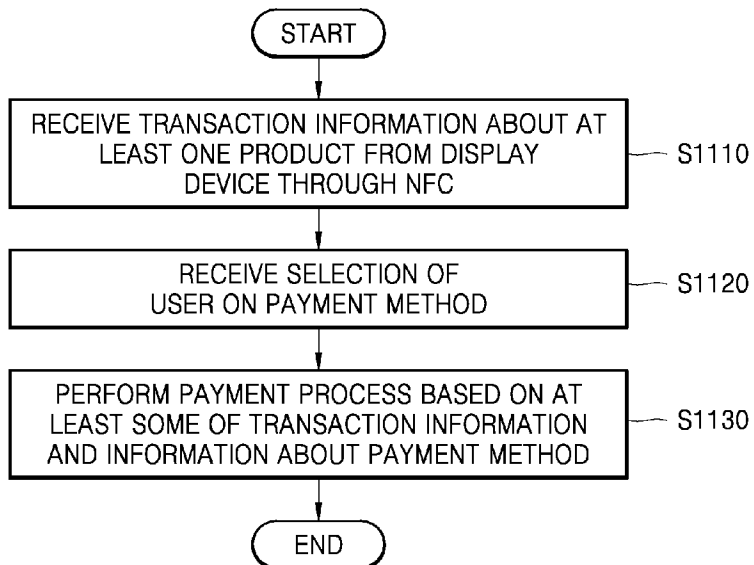 START
RECEIVE TRANSACTION INFORMATION ABOUT AT
LEAST ONE PRODUCT FROM DISPLAY
DEVICE THROUGH NFC
S1110
RECEIVE SELECTION OF
USER ON PAYMENT METHOD
S1120
PERFORM PAYMENT PROCESS BASED ON AT
LEAST SOME OF TRANSACTION INFORMATION
AND INFORMATION ABOUT PAYMENT METHOD
S1130
END